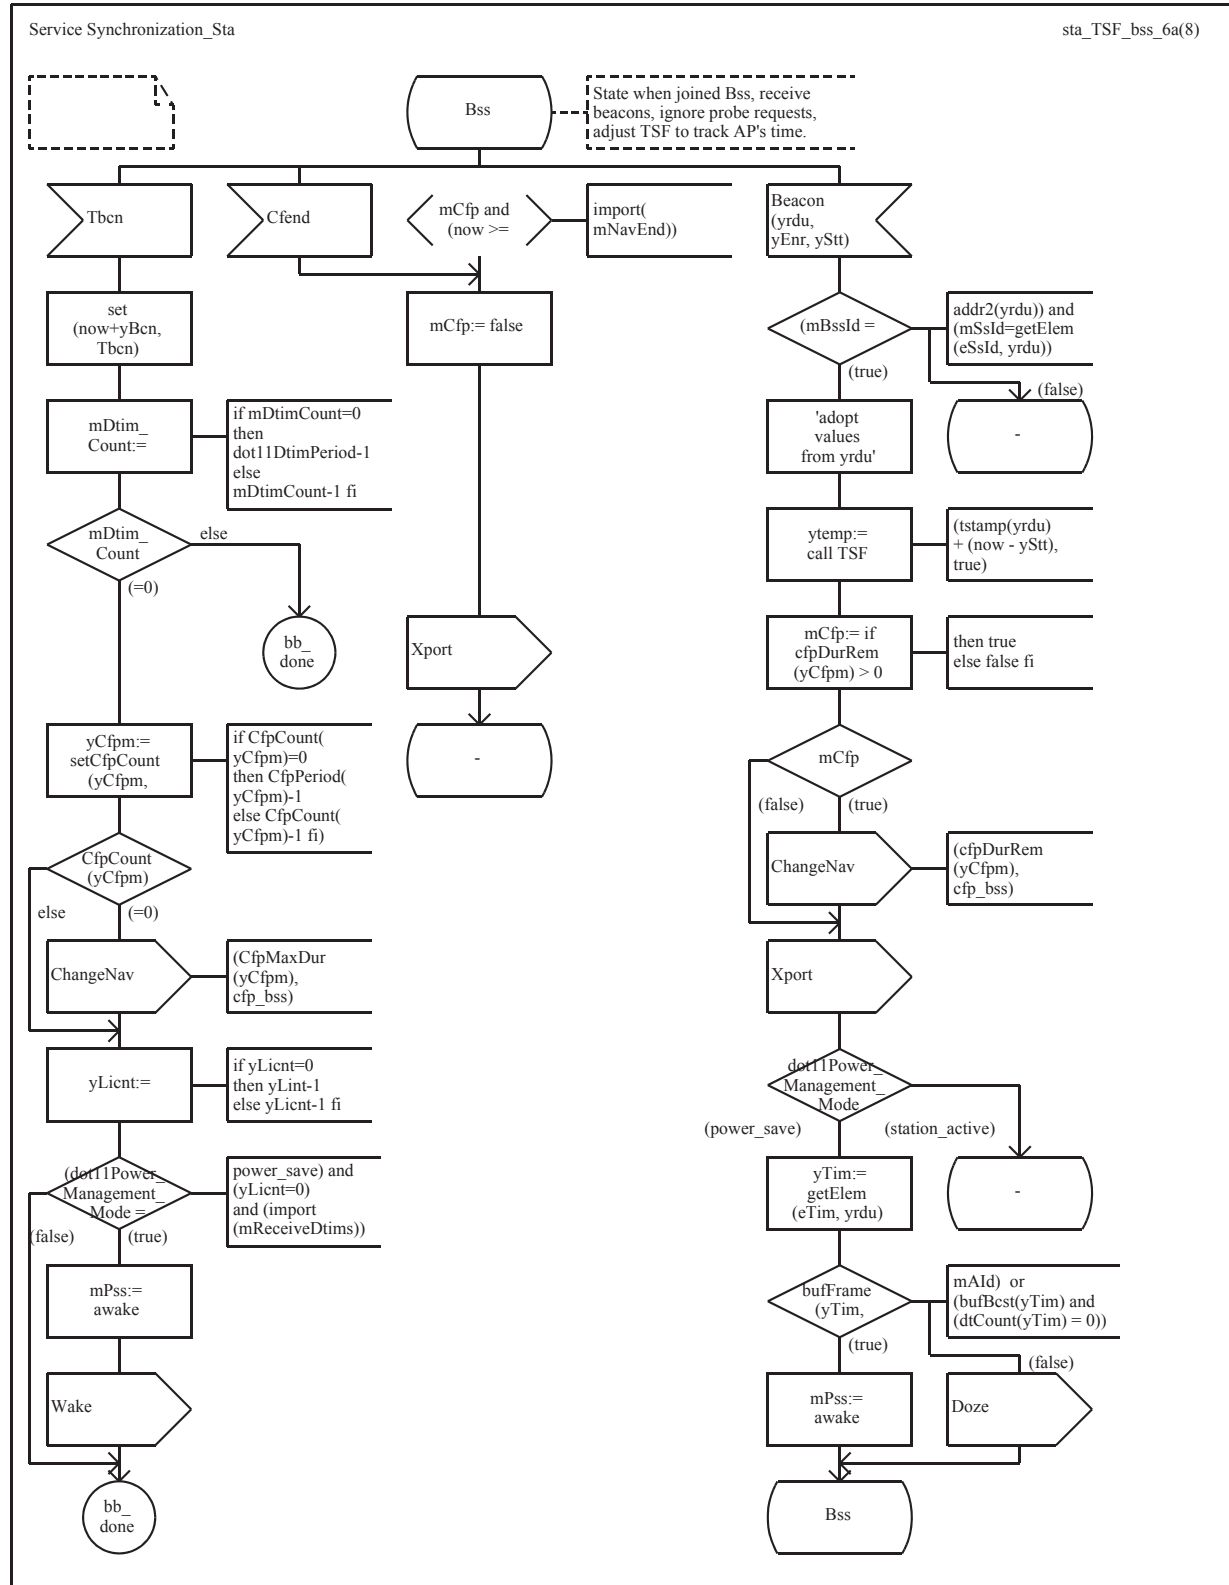 Service Synchronization_Sta
sta_TSF_bss_6a(8)
Bss
State when joined Bss, receive
beacons, ignore probe requests,
adjust TSF to track AP's time.
Tbcn
Cfend
mCfp and
(now >=
import(
mNavEnd))
Beacon
(yrdu,
yEnr, yStt)
set
(now+yBcn,
Tbcn)
mCfp:= false
(mBssId =
addr2(yrdu)) and
(mSsId=getElem
(eSsId, yrdu))
(true)
(false)
mDtim_
Count:=
if mDtimCount=0
then
dot11DtimPeriod-1
else
mDtimCount-1 fi
'adopt
values
from yrdu'
-
mDtim_
Count
else
(=0)
bb_
done
ytemp:=
call TSF
(tstamp(yrdu)
+ (now - yStt),
true)
Xport
mCfp:= if
cfpDurRem
(yCfpm) > 0
then true
else false fi
yCfpm:=
setCfpCount
(yCfpm,
if CfpCount(
yCfpm)=0
then CfpPeriod(
yCfpm)-1
else CfpCount(
yCfpm)-1 fi)
-
mCfp
(false)
(true)
CfpCount
(yCfpm)
else
(=0)
ChangeNav
(cfpDurRem
(yCfpm),
cfp_bss)
ChangeNav
(CfpMaxDur
(yCfpm),
cfp_bss)
Xport
yLicnt:=
if yLicnt=0
then yLint-1
else yLicnt-1 fi
dot11Power_
Management_
Mode
(power_save)
(station_active)
(dot11Power_
Management_
Mode =
power_save) and
(yLicnt=0)
and (import
(mReceiveDtims))
(false)
(true)
yTim:=
getElem
(eTim, yrdu)
-
mPss:=
awake
bufFrame
(yTim,
mAId)  or
(bufBcst(yTim) and
(dtCount(yTim) = 0))
(true)
(false)
Wake
mPss:=
awake
Doze
bb_
done
Bss